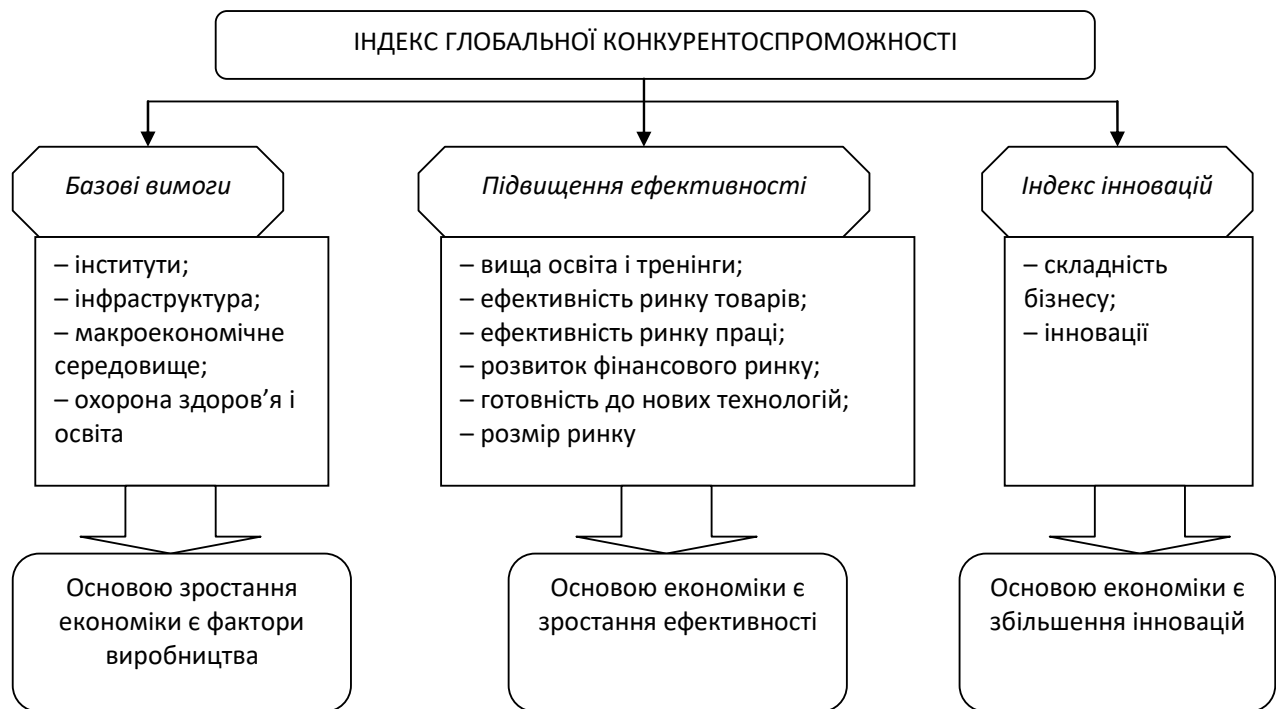 ІНДЕКС ГЛОБАЛЬНОЇ КОНКУРЕНТОСПРОМОЖНОСТІ
Базові вимоги
– інститути;
– інфраструктура;
– макроекономічне
середовище;
– охорона здоров’я і
освіта
Основою зростання
економіки є фактори
виробництва
Підвищення ефективності
– вища освіта і тренінги;
– ефективність ринку товарів;
– ефективність ринку праці;
– розвиток фінансового ринку;
– готовність до нових технологій;
– розмір ринку
Основою економіки є
зростання ефективності
Індекс інновацій
– складність
бізнесу;
– інновації
Основою економіки є
збільшення інновацій